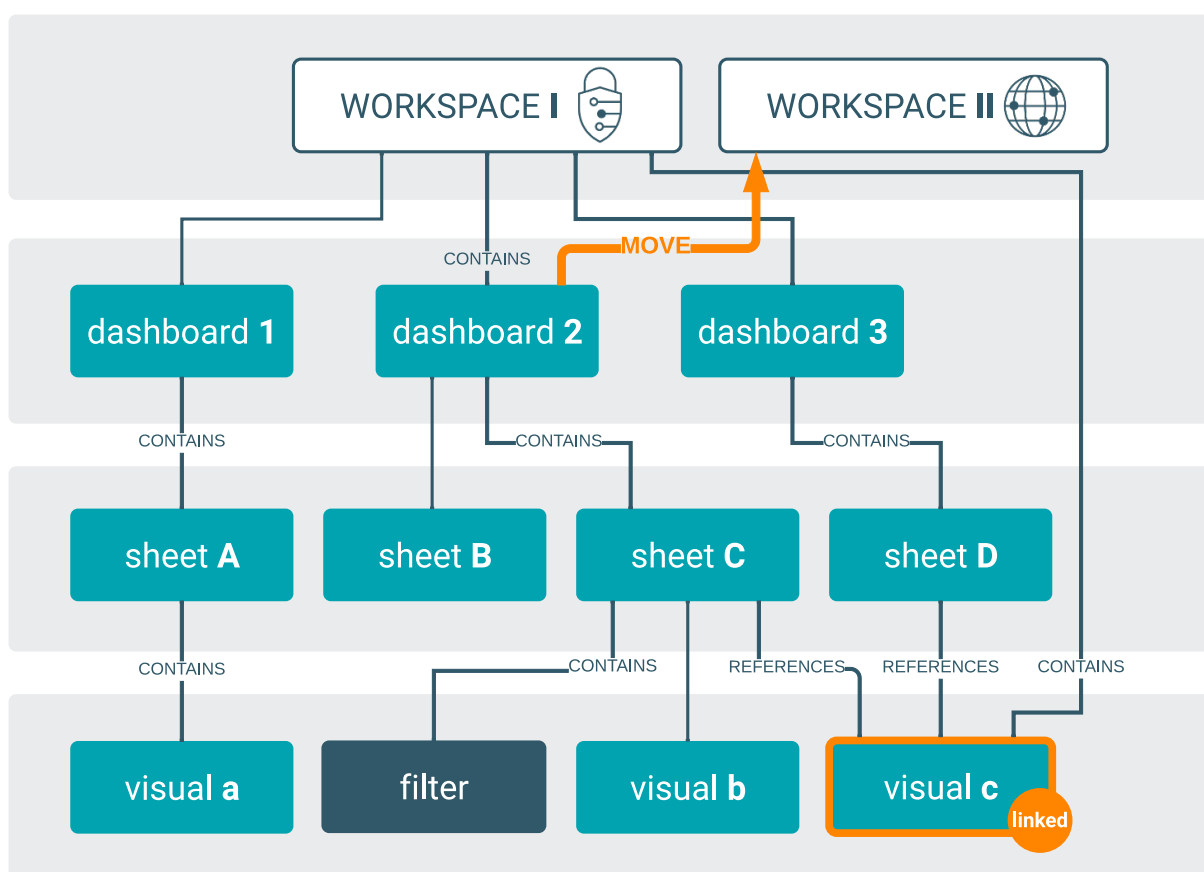 WORKSPACE I
WORKSPACE II
MOVE
CONTAINS
dashboard 1
dashboard 2
dashboard 3
CONTAINS
CONTAINS
CONTAINS
sheet A
sheet B
sheet C
sheet D
CONTAINS
CONTAINS
REFERENCES
REFERENCES
CONTAINS
visual a
filter
visual b
visual c
linked